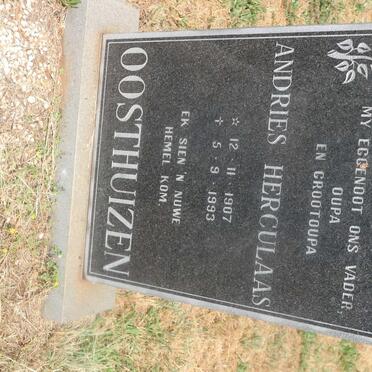 MY EGGENOOT ONS VADER
OUPA
EN GROOTOUPA
ANDRIES HERCULAAS
☆ 12·11·1907
✝ 5·9·1993
EK SIEN 'N NUWE
HEMEL KOM
OOSTHUIZEN